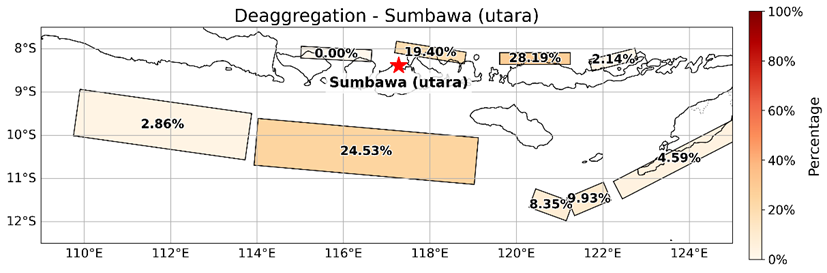 Deaggregation - Sumbawa (utara)
100%
80%
60%
40%
20%
0%
Percentage
8°S
9°S
10°S
11°S
12°S
0.00%
19.40%
28.19%
2.14%
Sumbawa (utara)
2.86%
24.53%
4.59%
8.35%
9.93%
110°E
112°E
114°E
116°E
118°E
120°E
122°E
124°E